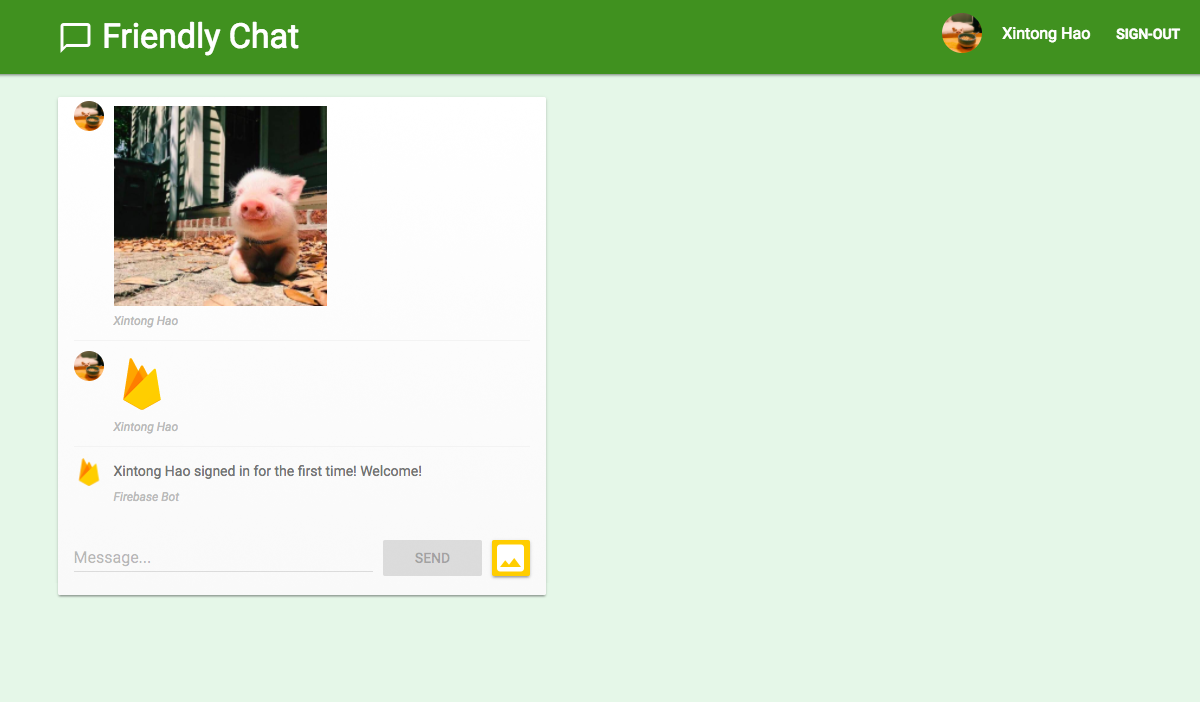 Friendly Chat
Xintong Hao
SIGN-OUT
Xintong Hao
Xintong Hao
Xintong Hao signed in for the first time! Welcome!
Firebase Bot
Message...
SEND